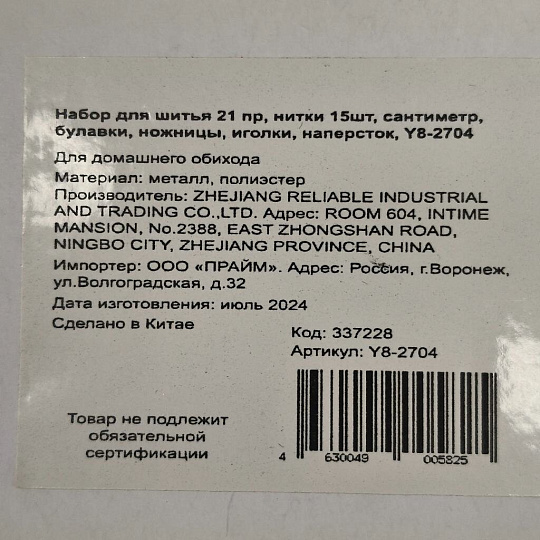 Набор для шитья 21 пр, нитки 15шт, сантиметр,
булавки, ножницы, иголки, наперсток, Y8-2704
Для домашнего обихода
Материал: металл, полиэстер
Производитель: ZHEJIANG RELIABLE INDUSTRIAL
AND TRADING CO.,LTD. Адрес: ROOM 604, INTIME
MANSION, No.2388, EAST ZHONGSHAN ROAD,
NINGBO CITY, ZHEJIANG PROVINCE, CHINA
Импортер: ООО «ПРАЙМ». Адрес: Россия, г.Воронеж,
ул.Волгоградская, д.32
Дата изготовления: июль 2024
Сделано в Китае
Код: 337228
Артикул: Y8-2704
Товар не подлежит
обязательной
сертификации
4 630049 005825